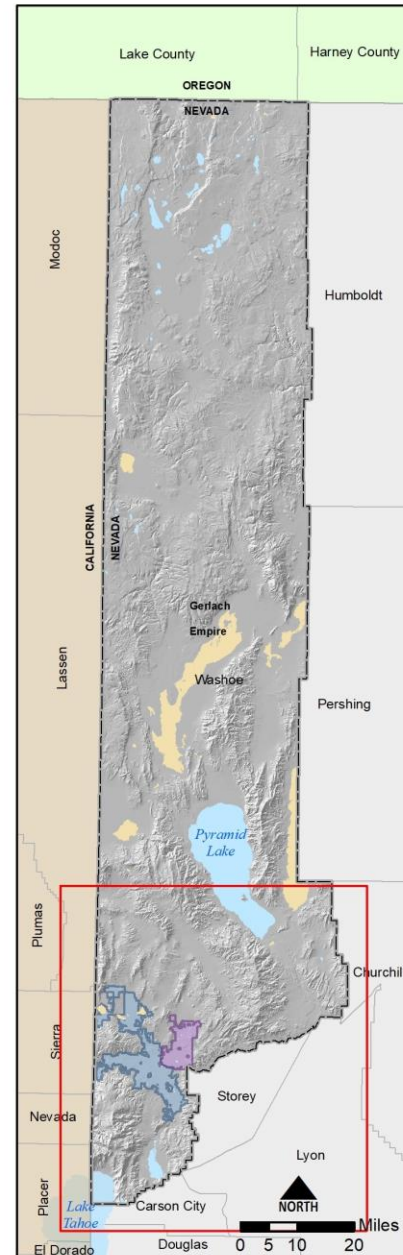 Lake County
Harney County
OREGON
NEVADA
Modoc
Humboldt
CALIFORNIA
NEVADA
Gerlach
Empire
Washoe
Lassen
Pershing
Pyramid
Lake
Plumas
Churchill
Sierra
Storey
Nevada
Lyon
Placer
NORTH
Lake
Tahoe
Carson City
Miles
El Dorado
Douglas
0 5 10 20